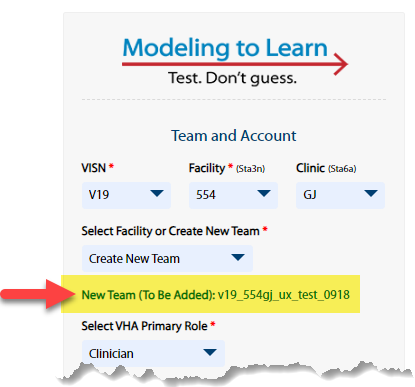 Modeling to Learn
Test. Don't guess.
Team and Account
VISN * Facility * (Sta3n) Clinic (Sta6a)
V19 554 GJ
Select Facility or Create New Team *
Create New Team
New Team (To Be Added): v19_554gj_ux_test_0918
Select VHA Primary Role *
Clinician